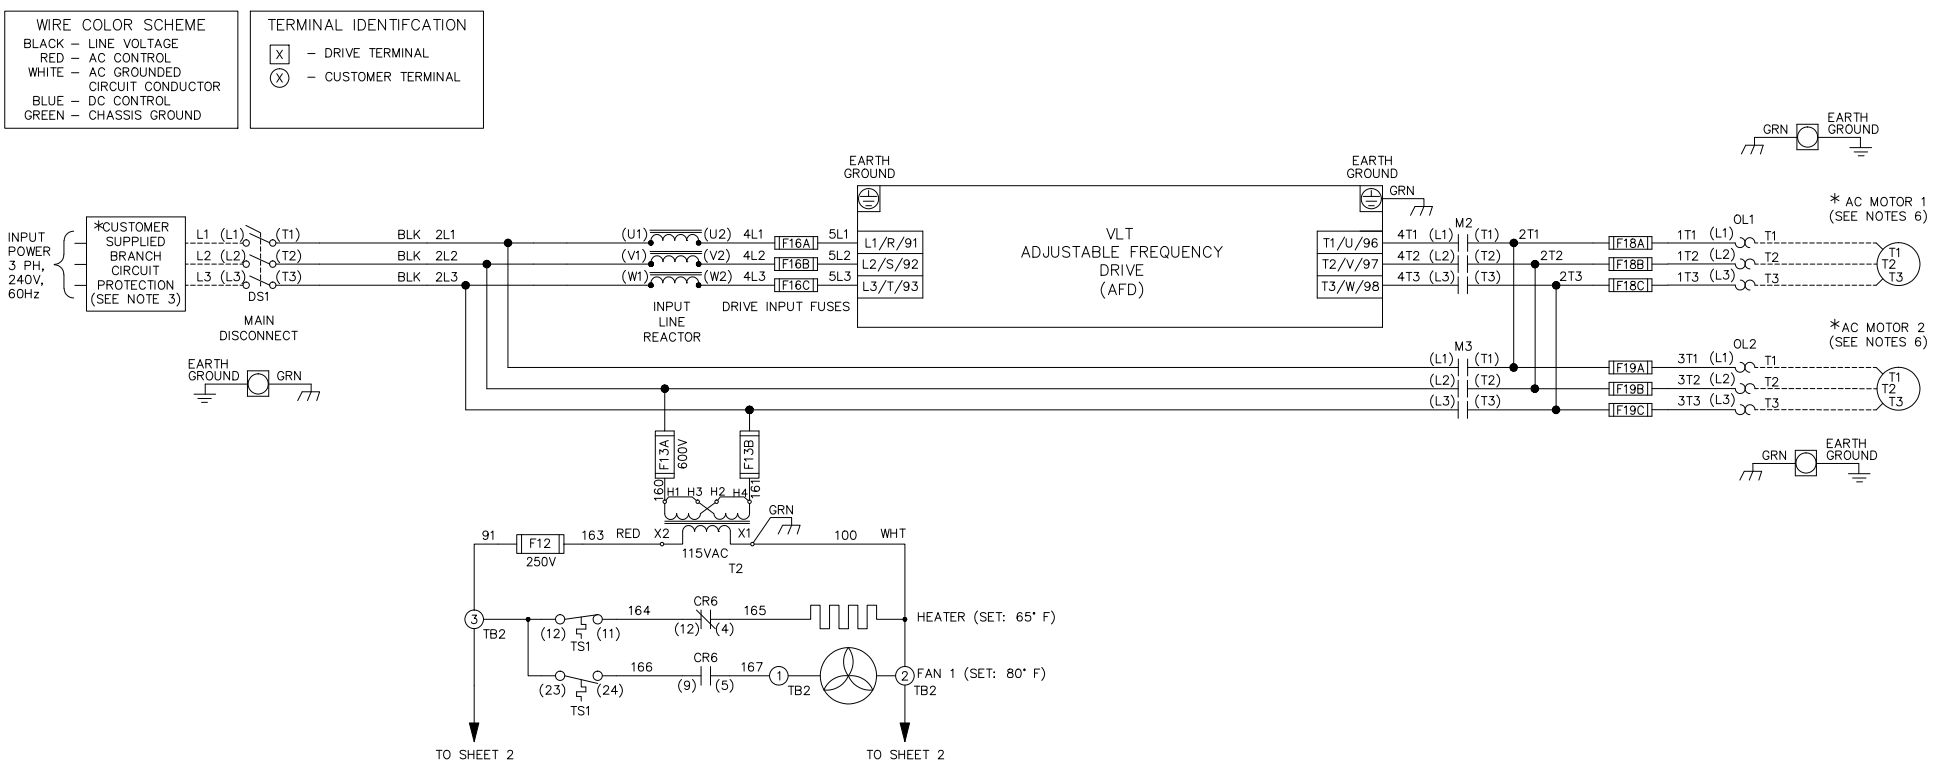 WIRE COLOR SCHEME
BLACK – LINE VOLTAGE
RED – AC CONTROL
WHITE – AC GROUNDED
CIRCUIT CONDUCTOR
BLUE – DC CONTROL
GREEN – CHASSIS GROUND
TERMINAL IDENTIFCATION
X – DRIVE TERMINAL
X – CUSTOMER TERMINAL
INPUT
POWER
3 PH,
240V,
60Hz
*CUSTOMER
SUPPLIED
BRANCH
CIRCUIT
PROTECTION
(SEE NOTE 3)
L1 (L1) (T1) BLK 2L1 (U1) (U2) 4L1 F16A 5L1 L1/R/91
L2 (L2) (T2) BLK 2L2 (V1) (V2) 4L2 F16B 5L2 L2/S/92
L3 (L3) (T3) BLK 2L3 (W1) (W2) 4L3 F16C 5L3 L3/T/93
DS1
MAIN
DISCONNECT
EARTH
GROUND GRN
INPUT
LINE
REACTOR
DRIVE INPUT FUSES
EARTH
GROUND
VLT
ADJUSTABLE FREQUENCY
DRIVE
(AFD)
EARTH
GROUND
GRN
M2
T1/U/96 4T1 (L1) (T1) 2T1 F18A 1T1 (L1) T1
T2/V/97 4T2 (L2) (T2) 2T2 F18B 1T2 (L2) T2
T3/W/98 4T3 (L3) (T3) 2T3 F18C 1T3 (L3) T3
OL1
GRN EARTH
GROUND
* AC MOTOR 1
(SEE NOTES 6)
T1
T2
T3
M3
(L1) (T1) F19A 3T1 (L1) T1
(L2) (T2) F19B 3T2 (L2) T2
(L3) (T3) F19C 3T3 (L3) T3
OL2
*AC MOTOR 2
(SEE NOTES 6)
T1
T2
T3
GRN EARTH
GROUND
F13A
600V
F13B
160
161
H1 H3 H2 H4
GRN
91 F12 163 RED X2 X1 100 WHT
250V
115VAC
T2
3
TB2
(12) (11) 164 CR6 165
TS1
(12) (4)
HEATER (SET: 65° F)
(23) (24) 166 CR6 167 1
TS1
(9) (5)
TB2
2 FAN 1 (SET: 80° F)
TB2
TO SHEET 2
TO SHEET 2